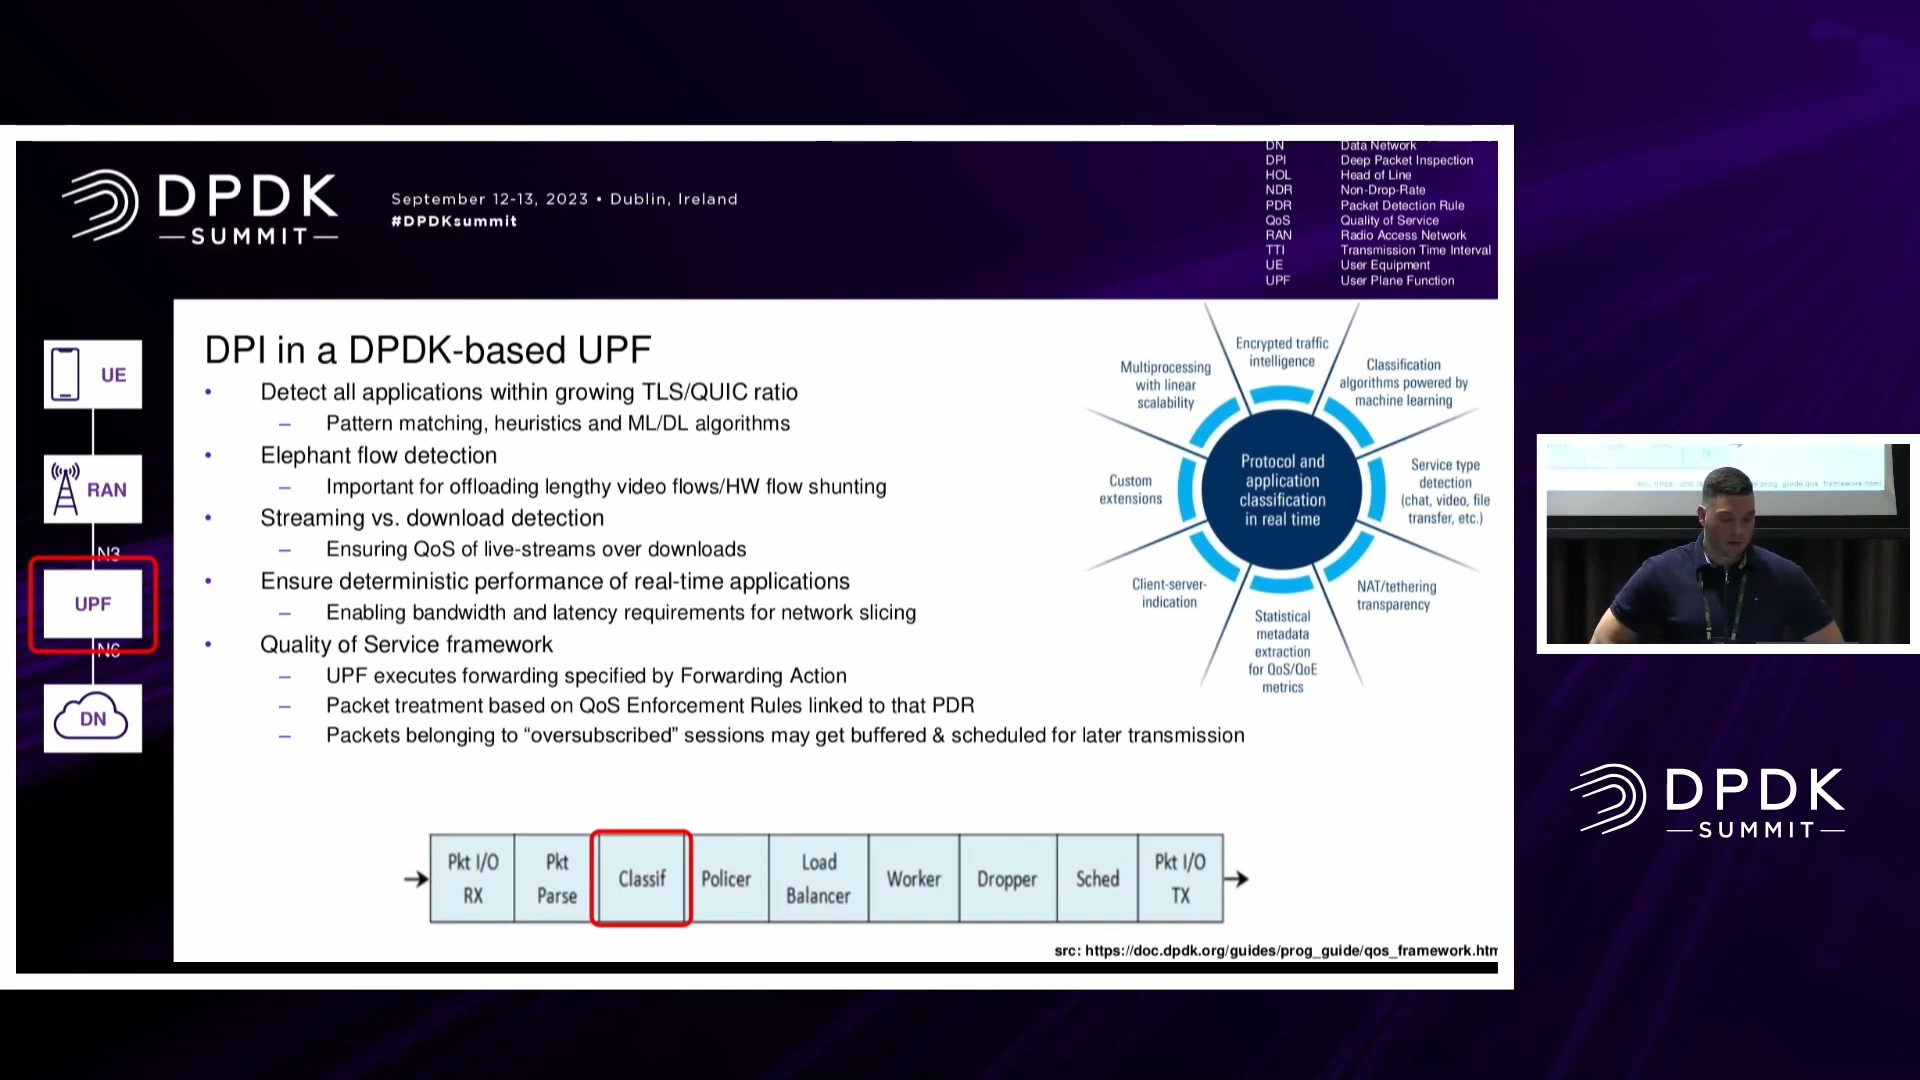 DPDK
SUMMIT
September 12-13, 2023 • Dublin, Ireland
#DPDKsummit
DN Data Network
DPI Deep Packet Inspection
HOL Head of Line
NDR Non-Drop-Rate
PDR Packet Detection Rule
QoS Quality of Service
RAN Radio Access Network
TTI Transmission Time Interval
UE User Equipment
UPF User Plane Function
UE
RAN
N3
UPF
N6
DN
DPI in a DPDK-based UPF
• Detect all applications within growing TLS/QUIC ratio
– Pattern matching, heuristics and ML/DL algorithms
• Elephant flow detection
– Important for offloading lengthy video flows/HW flow shunting
• Streaming vs. download detection
– Ensuring QoS of live-streams over downloads
• Ensure deterministic performance of real-time applications
– Enabling bandwidth and latency requirements for network slicing
• Quality of Service framework
– UPF executes forwarding specified by Forwarding Action
– Packet treatment based on QoS Enforcement Rules linked to that PDR
– Packets belonging to “oversubscribed” sessions may get buffered & scheduled for later transmission
Encrypted traffic
intelligence
Classification
algorithms powered by
machine learning
Service type
detection
(chat, video, file
transfer, etc.)
NAT/tethering
transparency
Statistical
metadata
extraction
for QoS/QoE
metrics
Client-server-
indication
Custom
extensions
Multiprocessing
with linear
scalability
Protocol and
application
classification
in real time
Pkt I/O
RX
Pkt
Parse
Classif
Policer
Load
Balancer
Worker
Dropper
Sched
Pkt I/O
TX
src: https://doc.dpdk.org/guides/prog_guide/qos_framework.htm
DPDK
SUMMIT